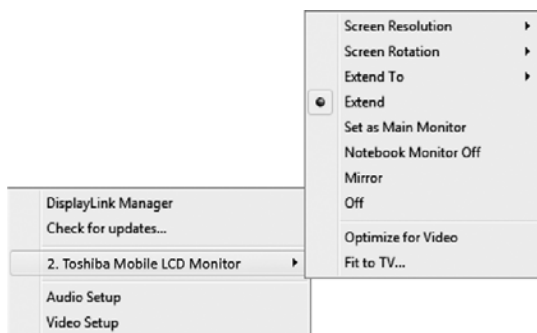 Screen Resolution
Screen Rotation
Extend To
Extend
Set as Main Monitor
Notebook Monitor Off
Mirror
Off
Optimize for Video
Fit to TV...
DisplayLink Manager
Check for updates...
2. Toshiba Mobile LCD Monitor
Audio Setup
Video Setup